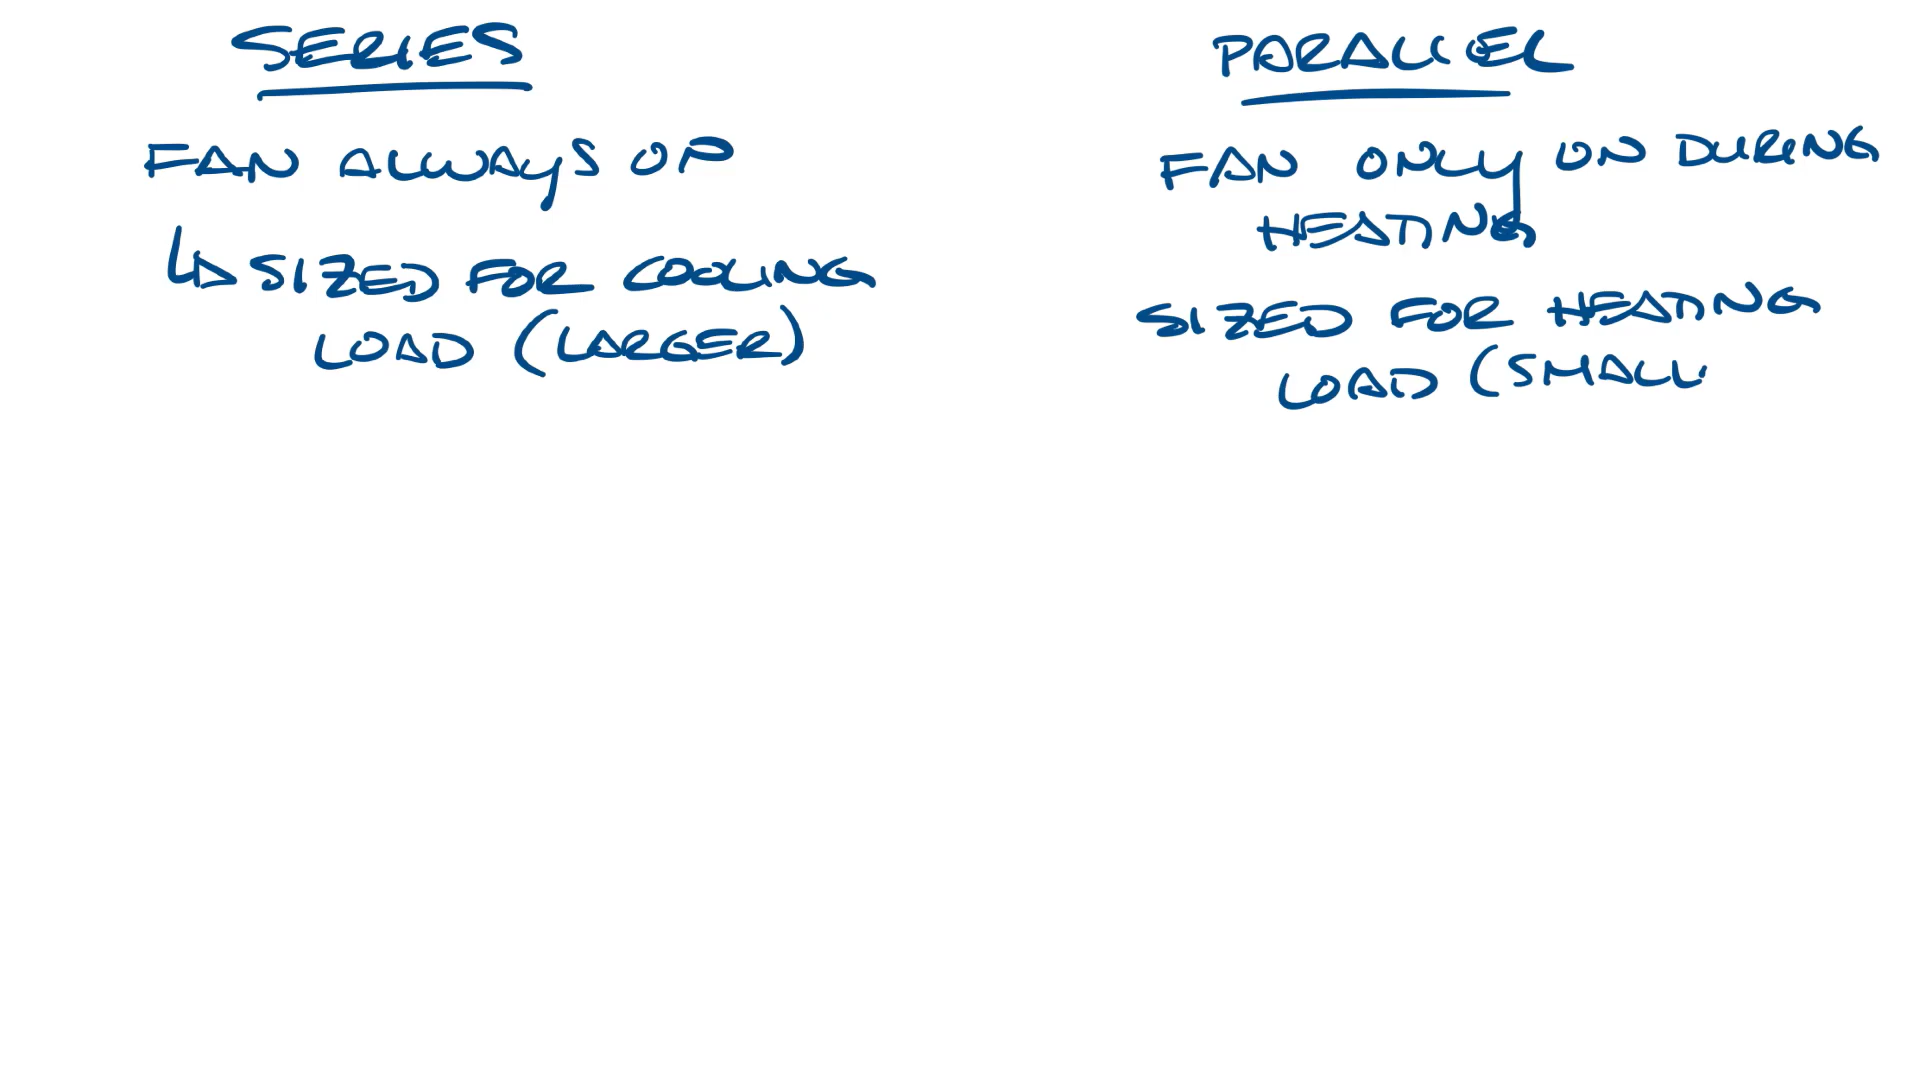 SERIES
FAN ALWAYS ON
↳ SIZED FOR COOLING
LOAD (LARGER)
PARALLEL
FAN ONLY ON DURING
HEATING
SIZED FOR HEATING
LOAD (SMALL